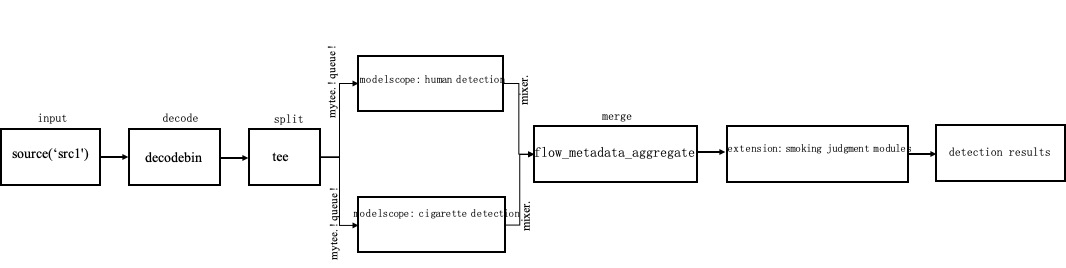 input
source('src1')
decode
decodebin
split
tee
mytee. ! queue !
modelscope: human detection
mixer.
mytee. ! queue !
modelscope: cigarette detection
mixer.
merge
flow_metadata_aggregate
extension: smoking judgment modules
detection results